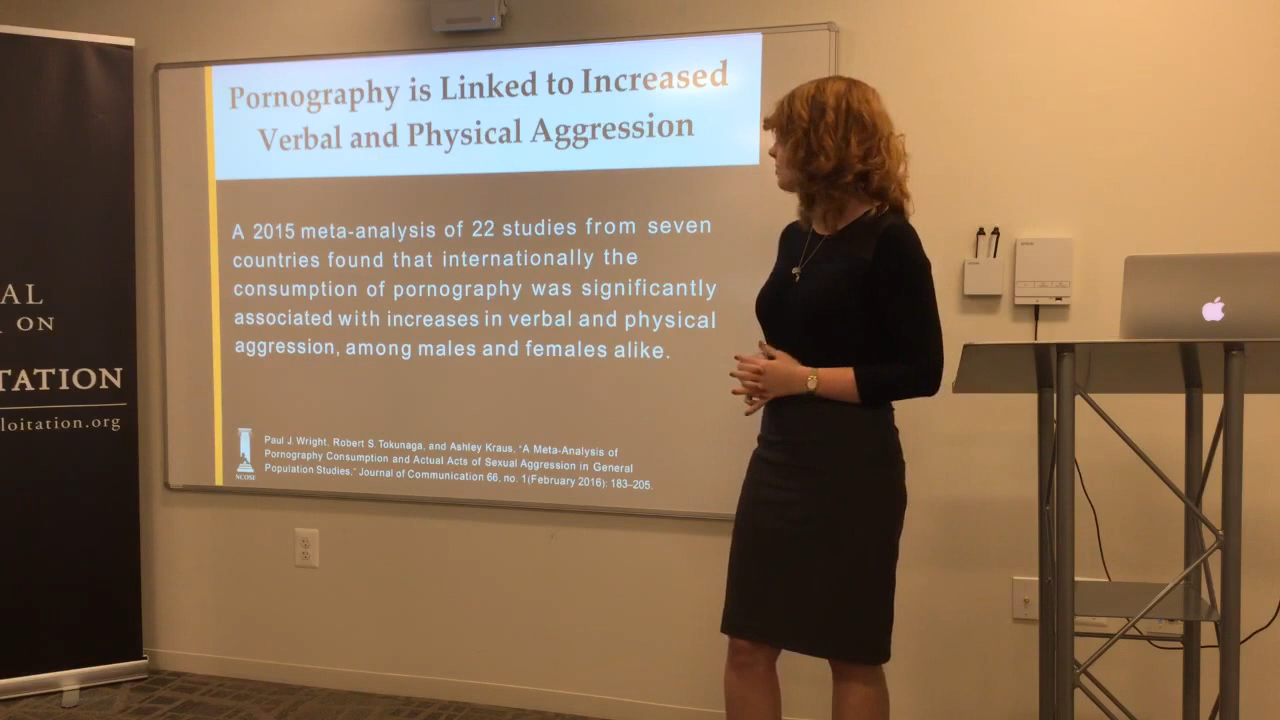 Pornography is Linked to Increased
Verbal and Physical Aggression
A 2015 meta-analysis of 22 studies from seven
countries found that internationally the
consumption of pornography was significantly
associated with increases in verbal and physical
aggression, among males and females alike.
NCOSE
Paul J. Wright, Robert S. Tokunaga, and Ashley Kraus, "A Meta-Analysis of
Pornography Consumption and Actual Acts of Sexual Aggression in General
Population Studies," Journal of Communication 66, no. 1(February 2016): 183–205.
AL
ON
TATION
loitation.org
EPSON